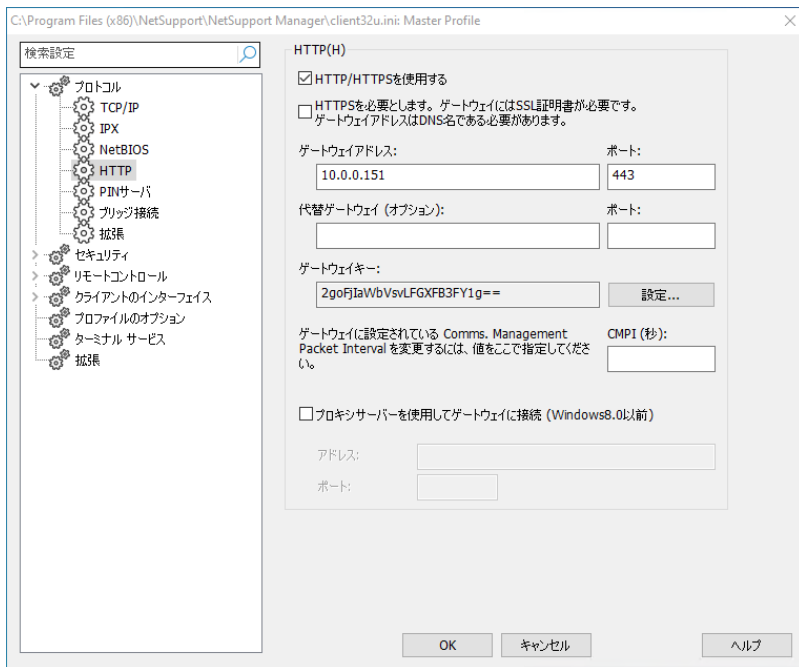 C:\Program Files (x86)\NetSupport\NetSupport Manager\client32u.ini: Master Profile
検索設定
プロトコル
TCP/IP
IPX
NetBIOS
HTTP
PINサーバ
ブリッジ接続
拡張
セキュリティ
リモートコントロール
クライアントのインターフェイス
プロファイルのオプション
ターミナル サービス
拡張
HTTP(H)
HTTP/HTTPSを使用する
HTTPSを必要とします。ゲートウェイにはSSL証明書が必要です。
ゲートウェイアドレスはDNS名である必要があります。
ゲートウェイアドレス:
ポート:
10.0.0.151
443
代替ゲートウェイ (オプション):
ポート:
ゲートウェイキー:
2goFjIaWbVsvLFGXFB3FY1g==
設定...
ゲートウェイに設定されている Comms. Management
Packet Interval を変更するには、値をここで指定してくださ
い。
CMPI (秒):
プロキシサーバーを使用してゲートウェイに接続 (Windows8.0以前)
アドレス:
ポート:
OK
キャンセル
ヘルプ